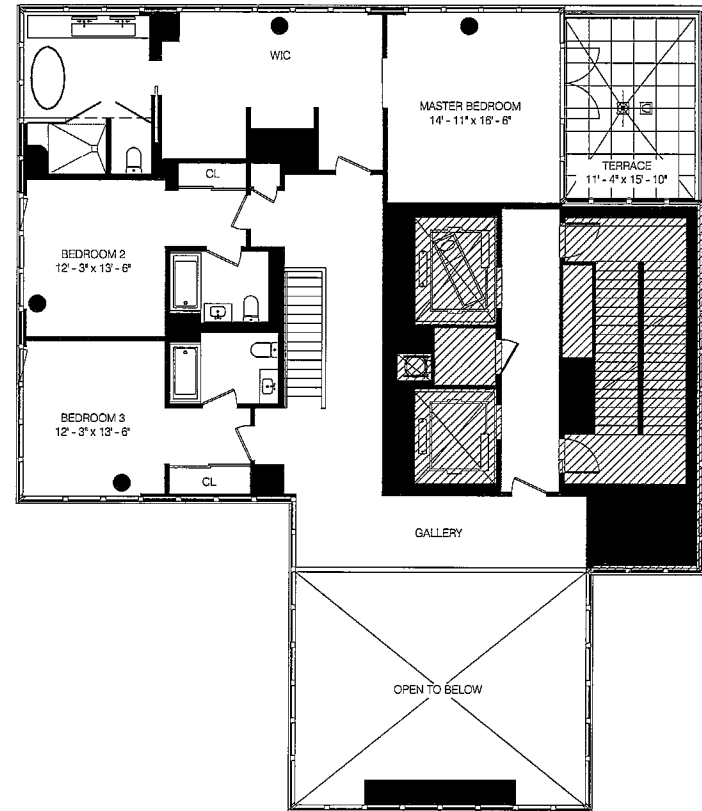 WIC
MASTER BEDROOM
14' - 11" x 16' - 6"
TERRACE
11' - 4" x 15' - 10"
CL
BEDROOM 2
12' - 3" x 13' - 6"
BEDROOM 3
12' - 3" x 13' - 6"
CL
GALLERY
OPEN TO BELOW